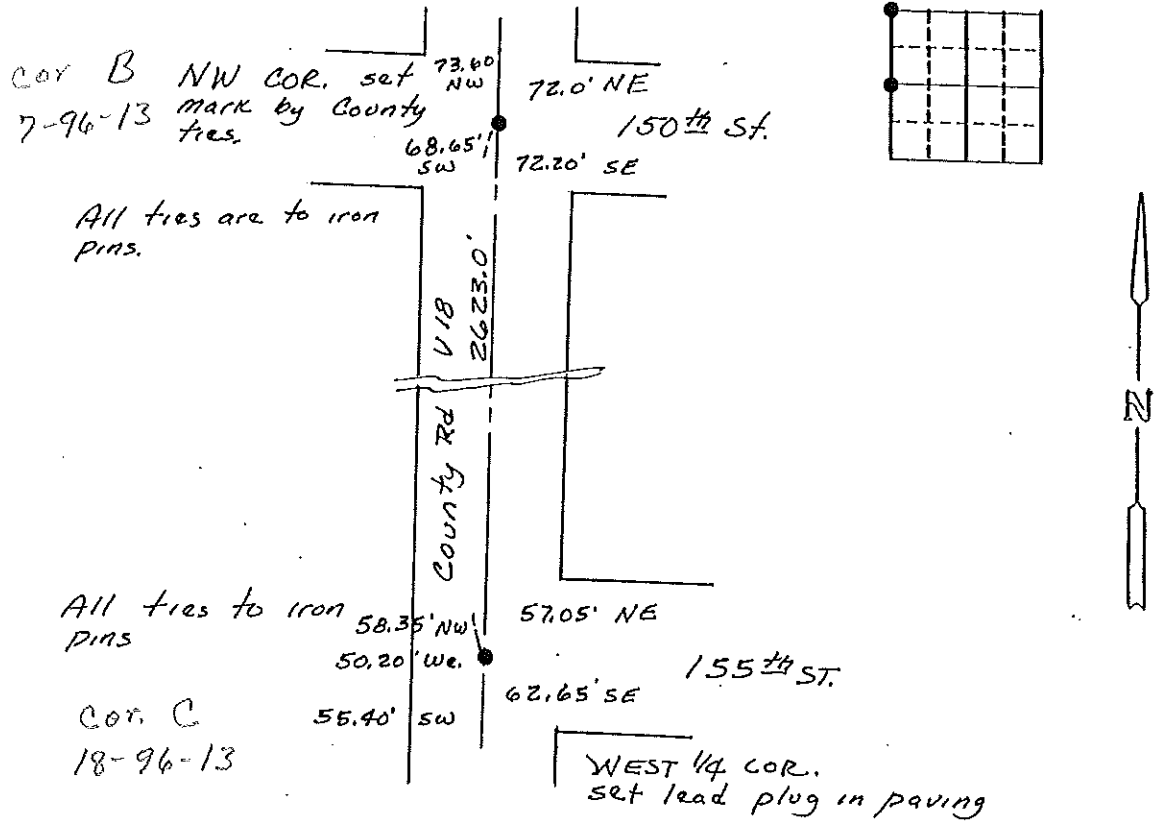 cor B
7-96-13
NW COR. set
mark by County
ties.
73.60
NW
72.0' NE
150th St.
68.65'
SW
72.20' SE
All ties are to iron
pins.
County Rd V18
2623.0'
All ties to iron
pins
58.35' NW
57.05' NE
50.20' We.
155th ST.
62.65' SE
55.40' SW
Cor. C
18-96-13
WEST 1/4 COR.
set lead plug in paving
N